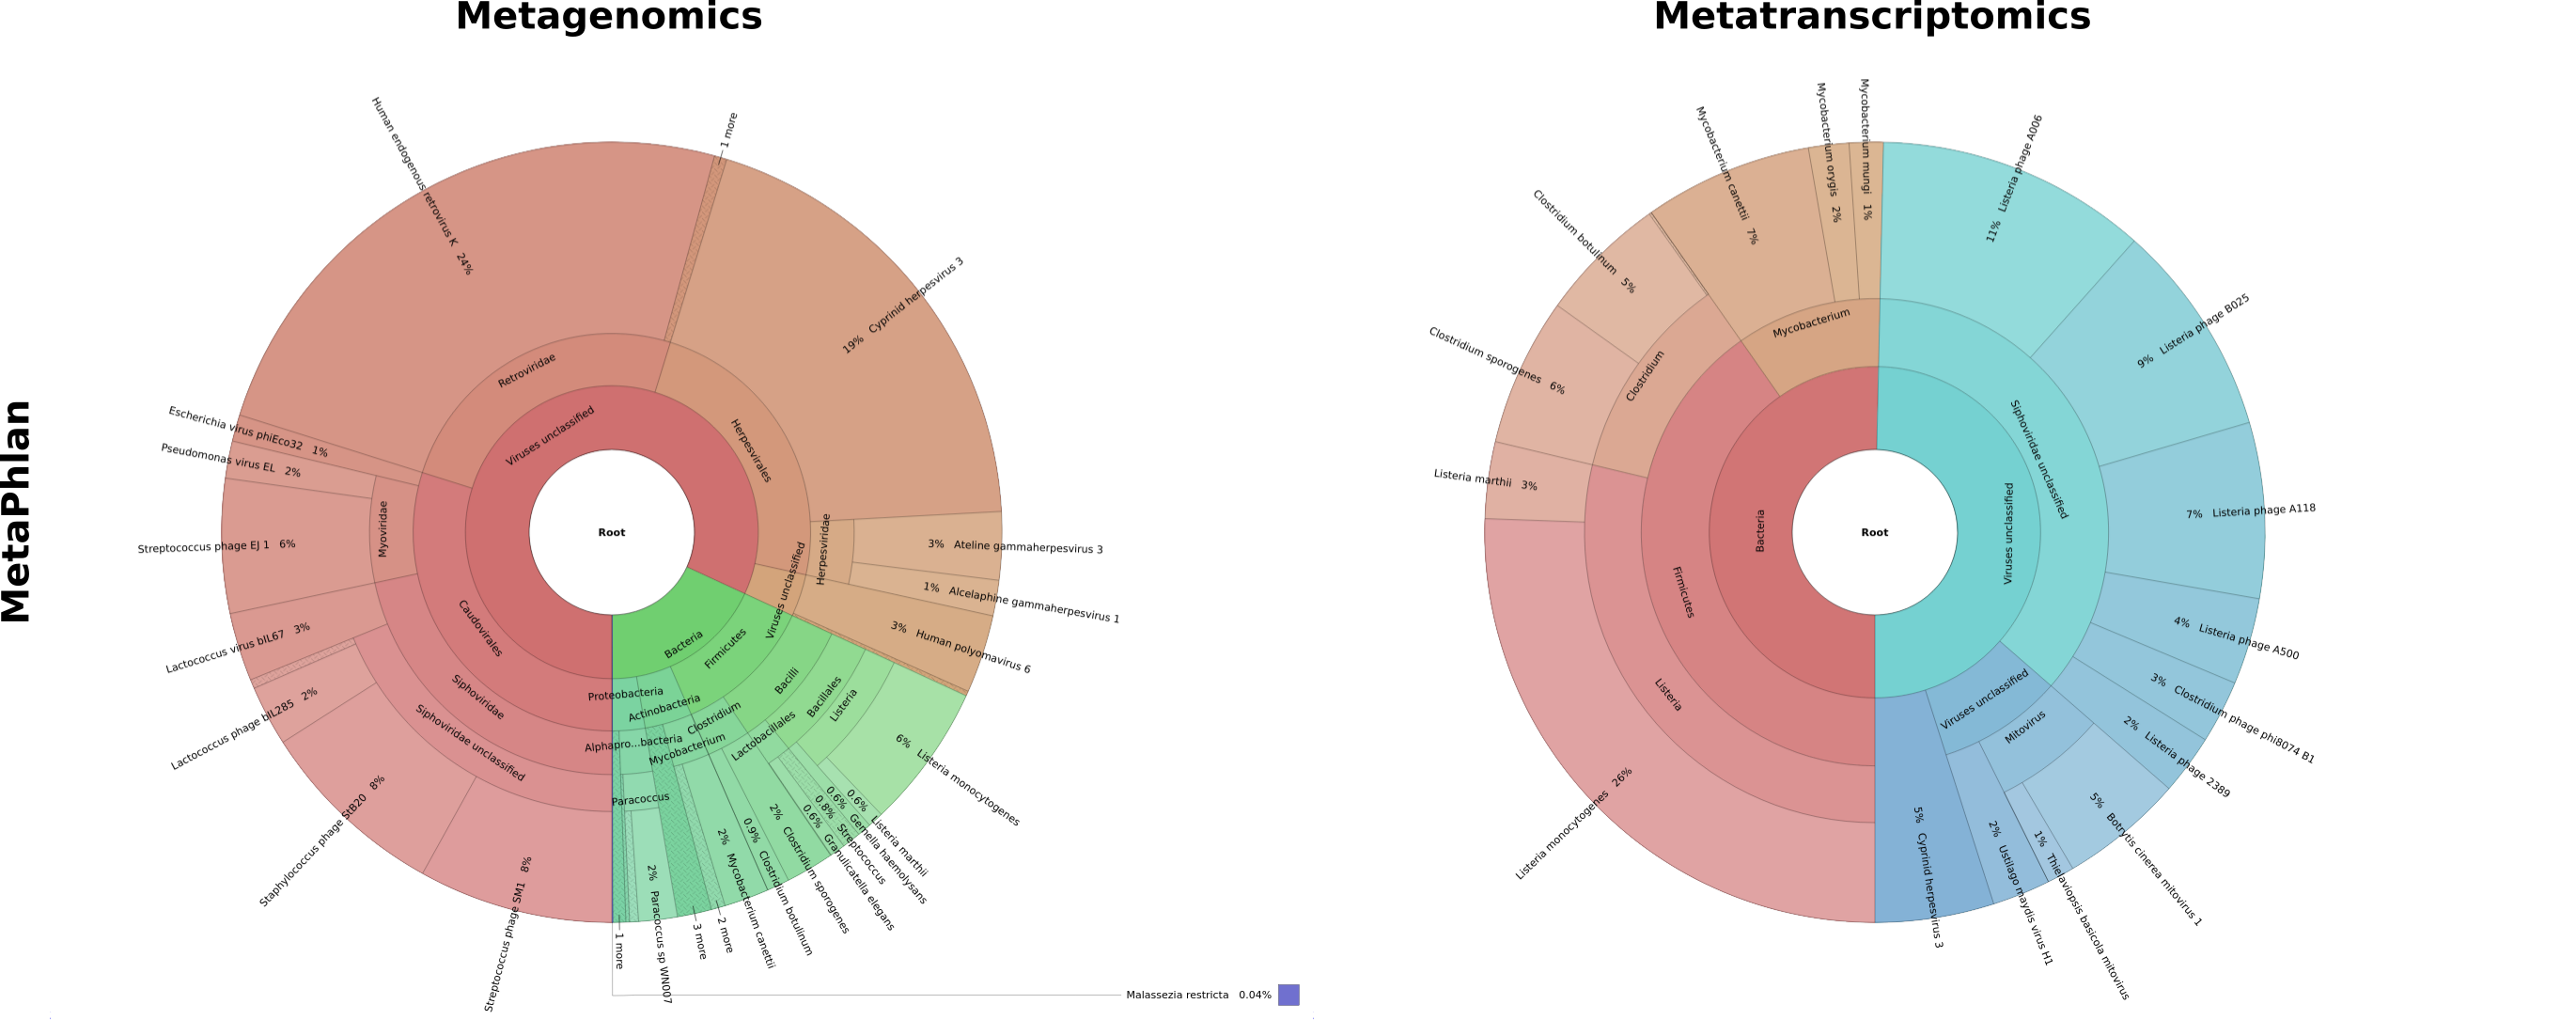 Metagenomics
Metatranscriptomics
MetaPhlan
Root
Viruses unclassified
Retroviridae
Human endogenous retrovirus K 24%
1 more
Herpesvirales
Cyprinid herpesvirus 3 19%
Herpesviridae
3% Ateline gammaherpesvirus 3
1% Alcelaphine gammaherpesvirus 1
Viruses unclassified
3% Human polyomavirus 6
Caudovirales
Escherichia virus phiEco32 1%
Myoviridae
Pseudomonas virus EL 2%
Streptococcus phage EJ 1 6%
Siphoviridae
Lactococcus virus bIL67 3%
Siphoviridae unclassified
Lactococcus phage bIL285 2%
Staphylococcus phage StB20 8%
Streptococcus phage SM1 8%
Bacteria
Firmicutes
Bacilli
Bacillales
Listeria
6% Listeria monocytogenes
0.6% Listeria marthii
0.6% Gemella haemolysans
Lactobacillales
0.8% Streptococcus
0.6% Granulicatella elegans
Clostridium
2% Clostridium sporogenes
0.9% Clostridium botulinum
Actinobacteria
Mycobacterium
2% Mycobacterium canettii
2 more
3 more
Proteobacteria
Alphapro...bacteria
Paracoccus
2% Paracoccus sp WN007
1 more
Malassezia restricta 0.04%
Root
Bacteria
Mycobacterium
Mycobacterium mungi 1%
Mycobacterium orygis 2%
Mycobacterium canettii 7%
Firmicutes
Clostridium
Clostridium botulinum 5%
Clostridium sporogenes 6%
Listeria
Listeria marthii 3%
Listeria monocytogenes 26%
Viruses unclassified
Siphoviridae unclassified
11% Listeria phage A006
9% Listeria phage B025
7% Listeria phage A118
4% Listeria phage A500
3% Clostridium phage phi8074 B1
2% Listeria phage 2389
Viruses unclassified
Mitovirus
5% Botrytis cinerea mitovirus 1
1% Thielaviopsis basicola mitovirus
2% Ustilago maydis virus H1
5% Cyprinid herpesvirus 3